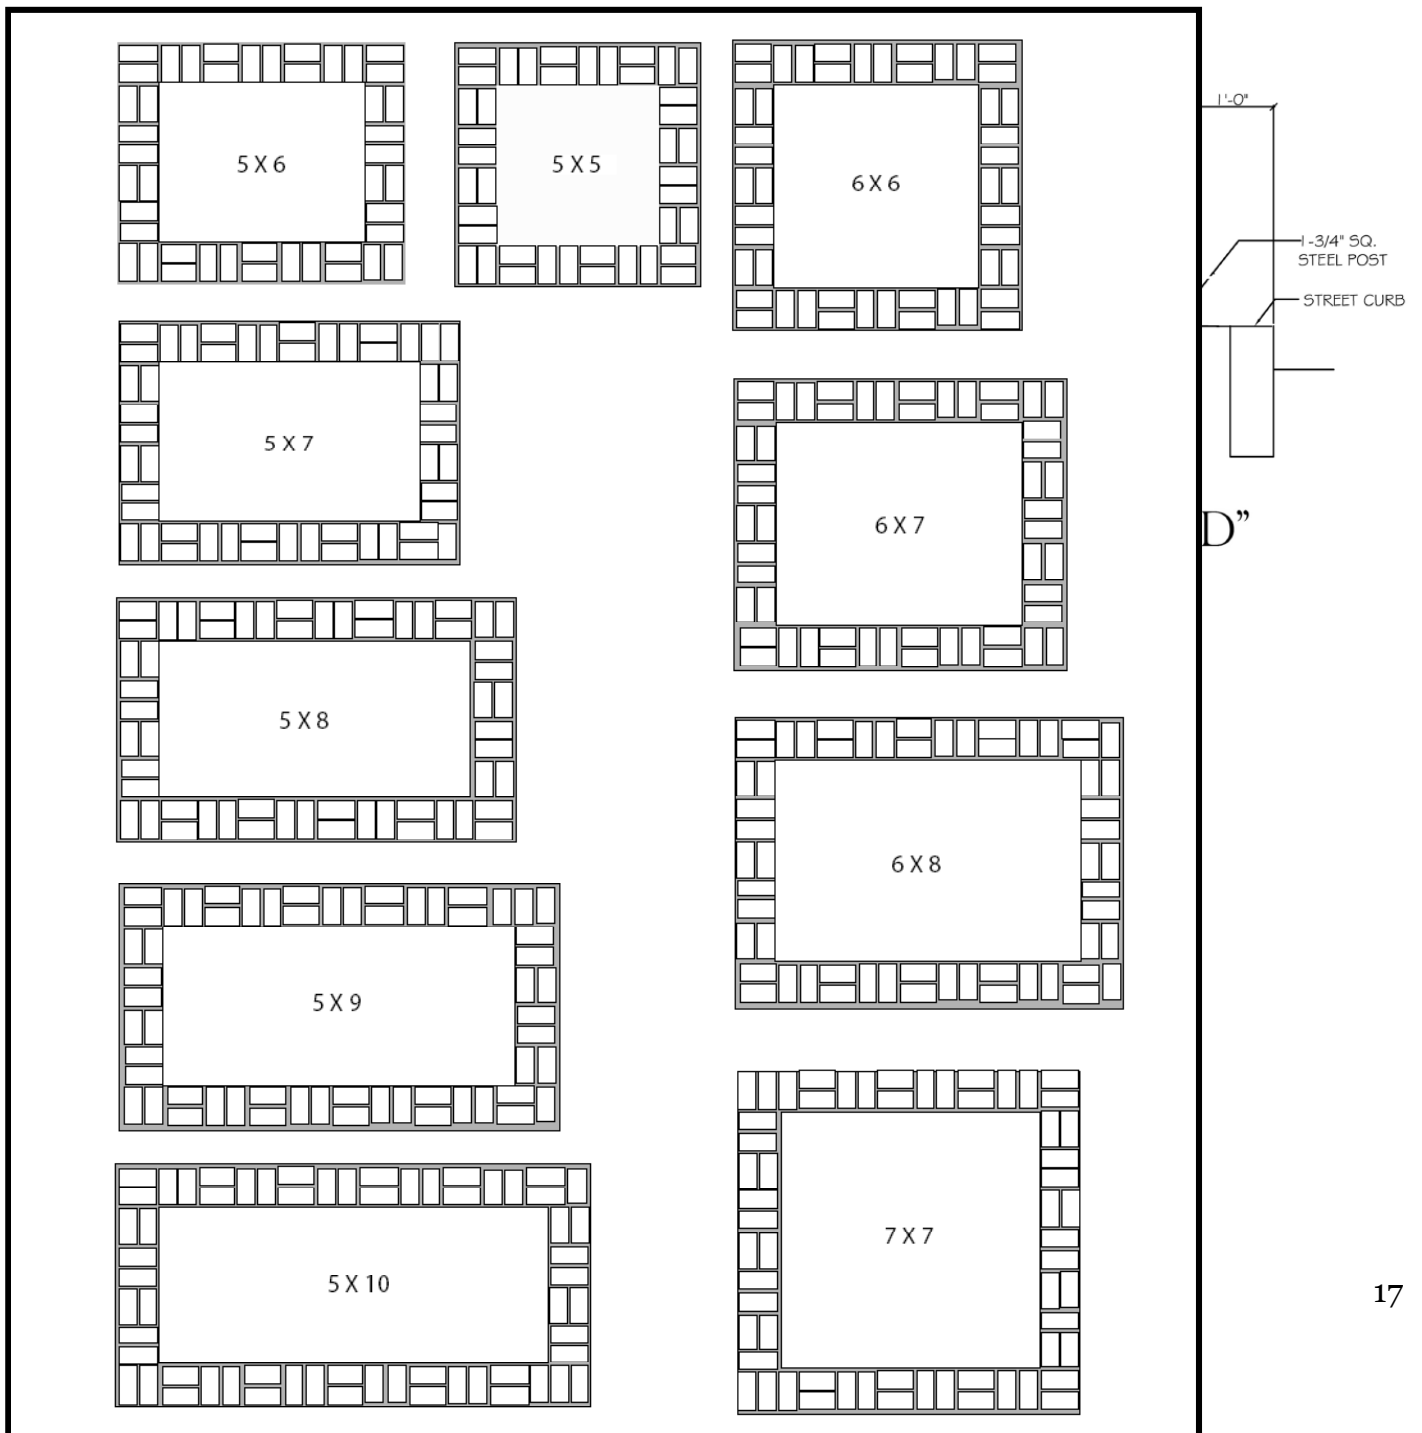 5 X 6
5 X 5
6 X 6
1'-0"
1-3/4" SQ.
STEEL POST
STREET CURB
5 X 7
6 X 7
D”
5 X 8
6 X 8
5 X 9
7 X 7
5 X 10
17